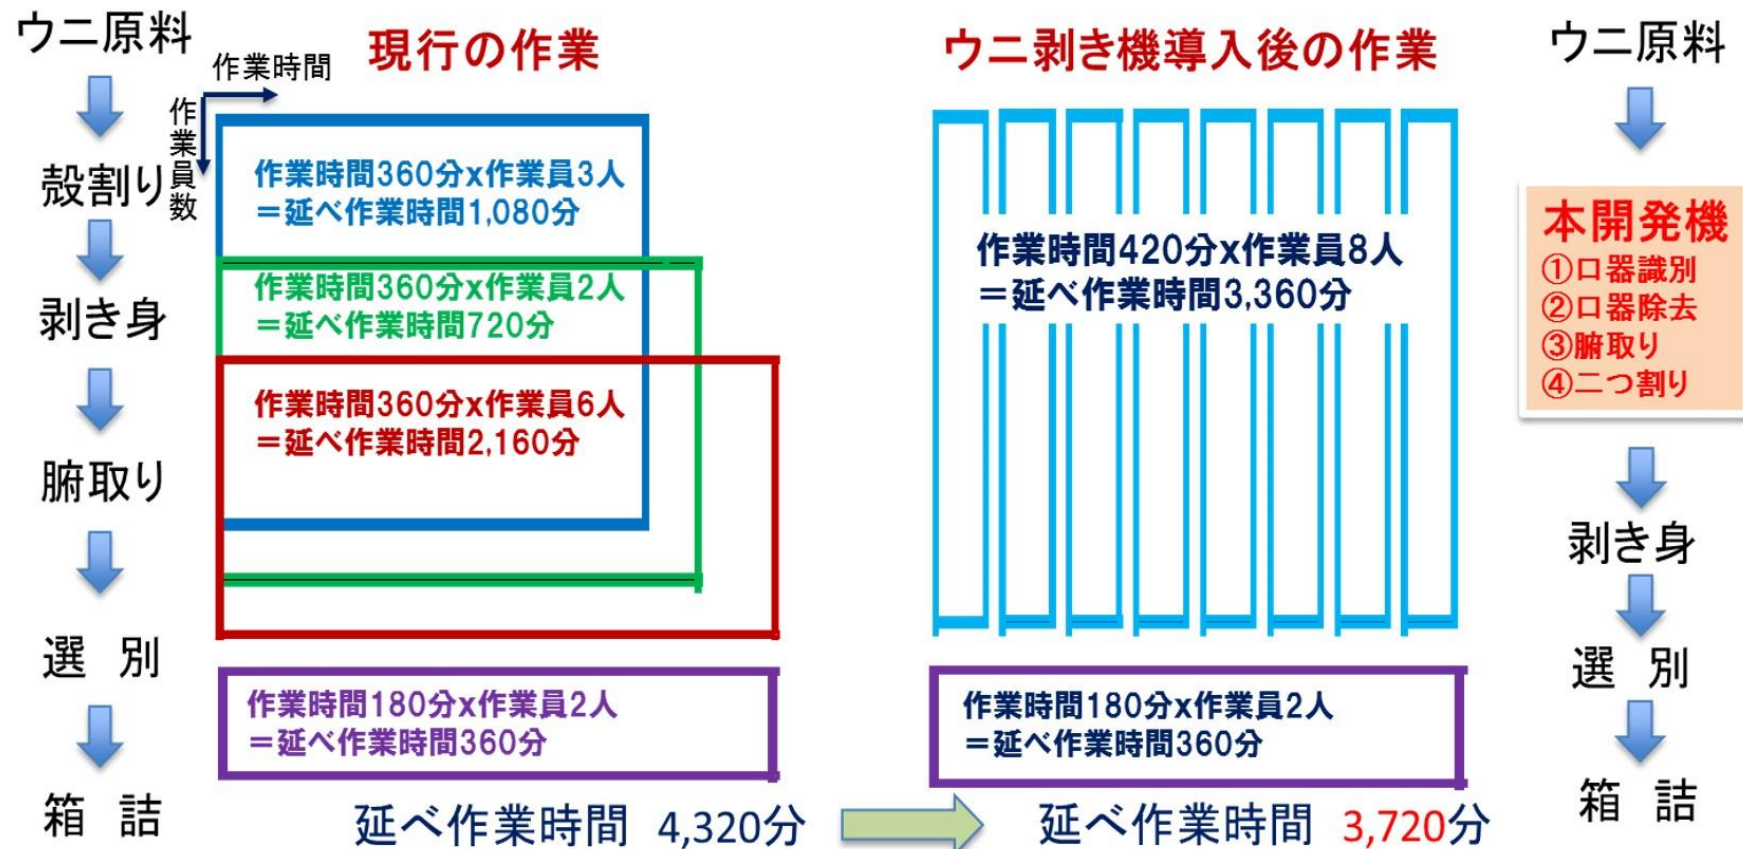 ウニ原料
殻割り
剥き身
腑取り
選 別
箱 詰
作業時間
作業員数
現行の作業
作業時間360分x作業員3人
＝延べ作業時間1,080分
作業時間360分x作業員2人
＝延べ作業時間720分
作業時間360分x作業員6人
＝延べ作業時間2,160分
作業時間180分x作業員2人
＝延べ作業時間360分
延べ作業時間 4,320分
ウニ剥き機導入後の作業
作業時間420分x作業員8人
＝延べ作業時間3,360分
作業時間180分x作業員2人
＝延べ作業時間360分
延べ作業時間 3,720分
ウニ原料
本開発機
①口器識別
②口器除去
③腑取り
④二つ割り
剥き身
選 別
箱 詰